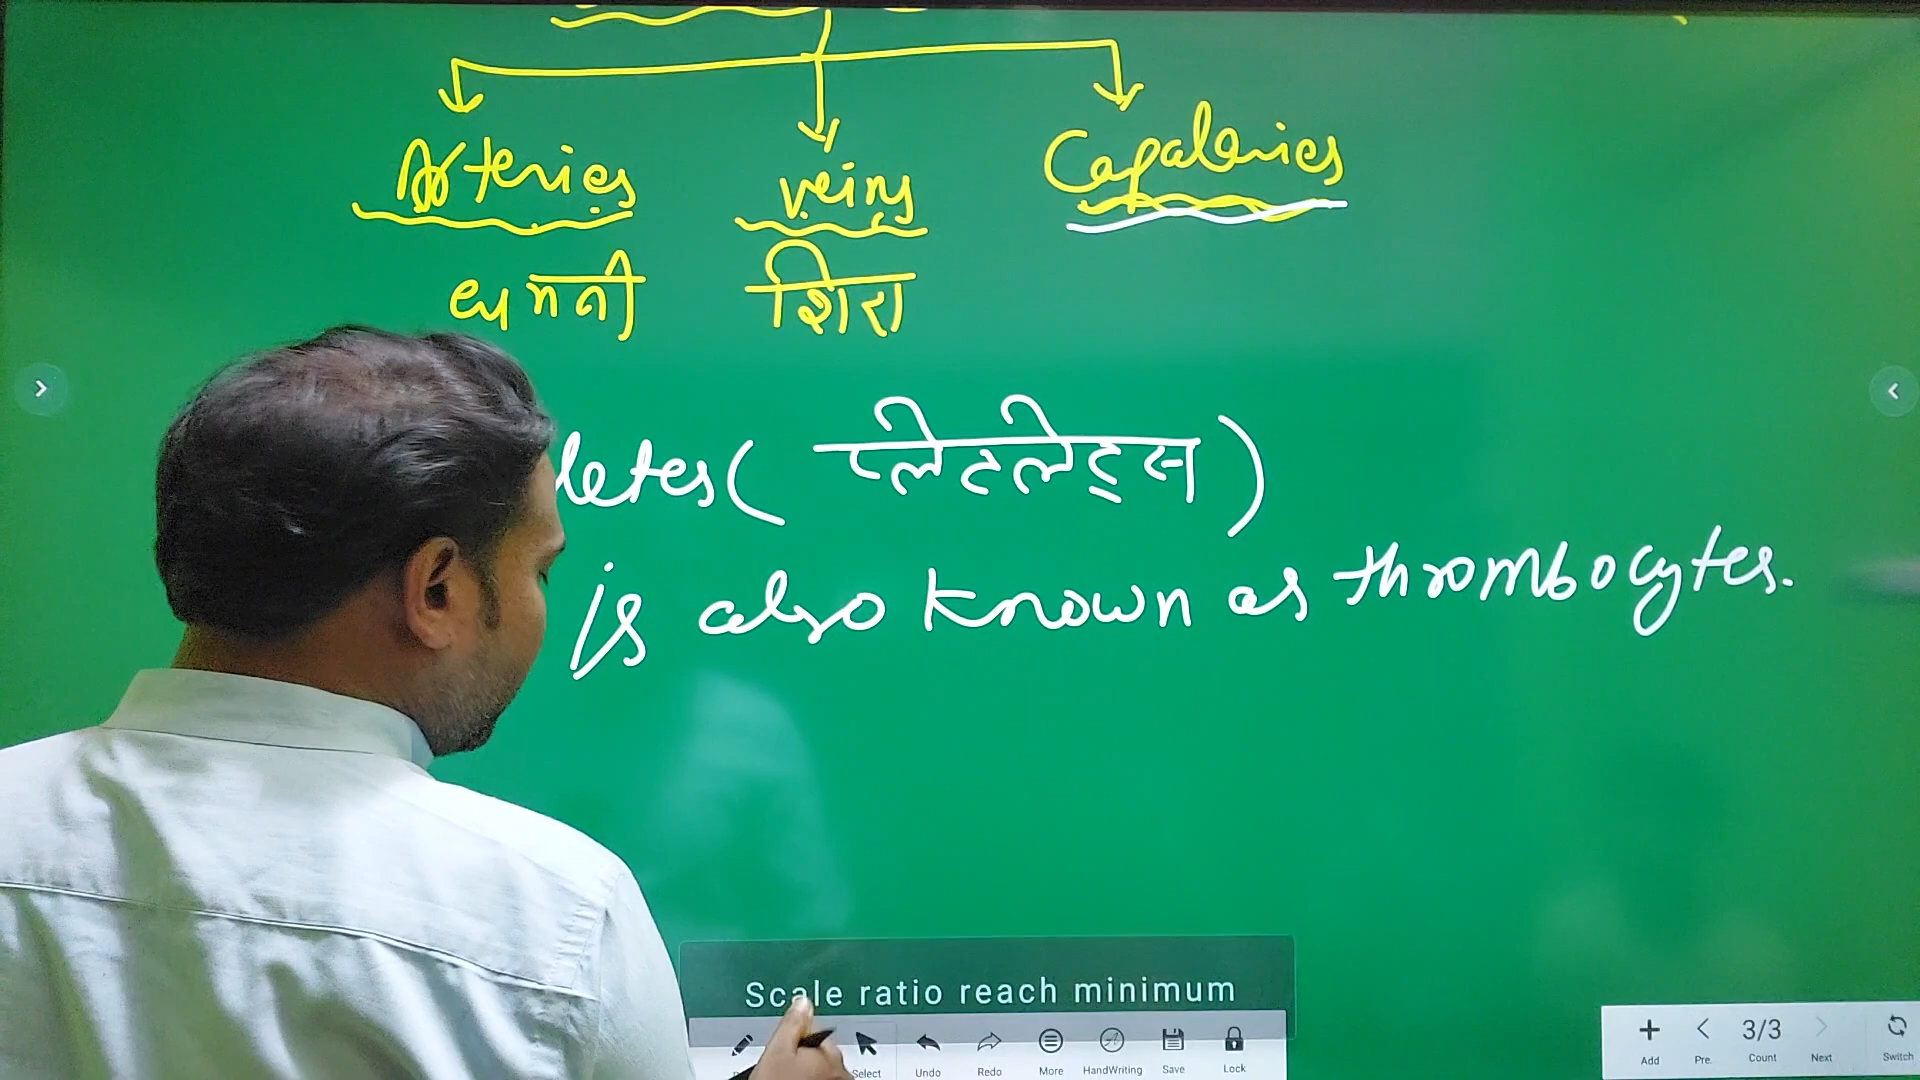 Arteries veins Capaleries
धमनी शिरा
letes ( प्लेटलेट्स )
is also known as thrombocytes.
Scale ratio reach minimum
Select Undo Redo More HandWriting Save Lock
3/3
Add Pre Count Next Switch